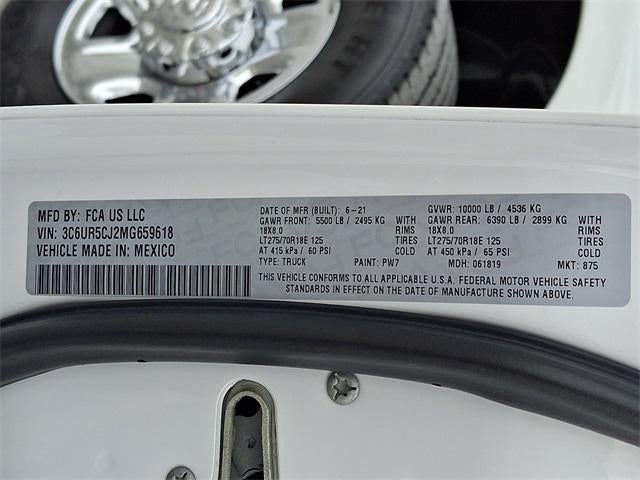 MFD BY: FCA US LLC
VIN: 3C6UR5CJ2MG659618
VEHICLE MADE IN: MEXICO
DATE OF MFR (BUILT): 6-21 GVWR: 10000 LB / 4536 KG
GAWR FRONT: 5500 LB / 2495 KG WITH GAWR REAR: 6390 LB / 2899 KG WITH
18X8.0 RIMS 18X8.0 RIMS
LT275/70R18E 125 TIRES LT275/70R18E 125 TIRES
AT 415 kPa / 60 PSI COLD AT 450 kPa / 65 PSI COLD
TYPE: TRUCK PAINT: PW7 MDH: 061819 MKT: 875
THIS VEHICLE CONFORMS TO ALL APPLICABLE U.S.A. FEDERAL MOTOR VEHICLE SAFETY
STANDARDS IN EFFECT ON THE DATE OF MANUFACTURE SHOWN ABOVE.